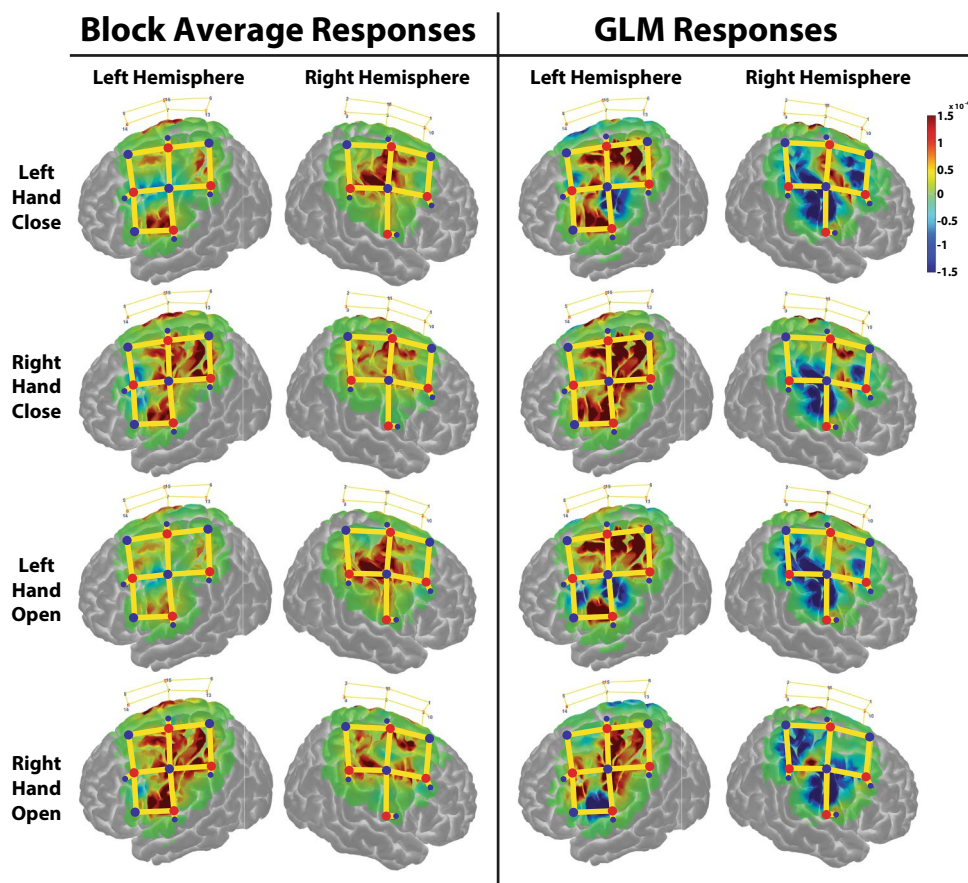 Block Average Responses
GLM Responses
Left Hemisphere
Right Hemisphere
Left Hemisphere
Right Hemisphere
1.5
1
0.5
0
-0.5
-1
-1.5
Left
Hand
Close
Right
Hand
Close
Left
Hand
Open
Right
Hand
Open